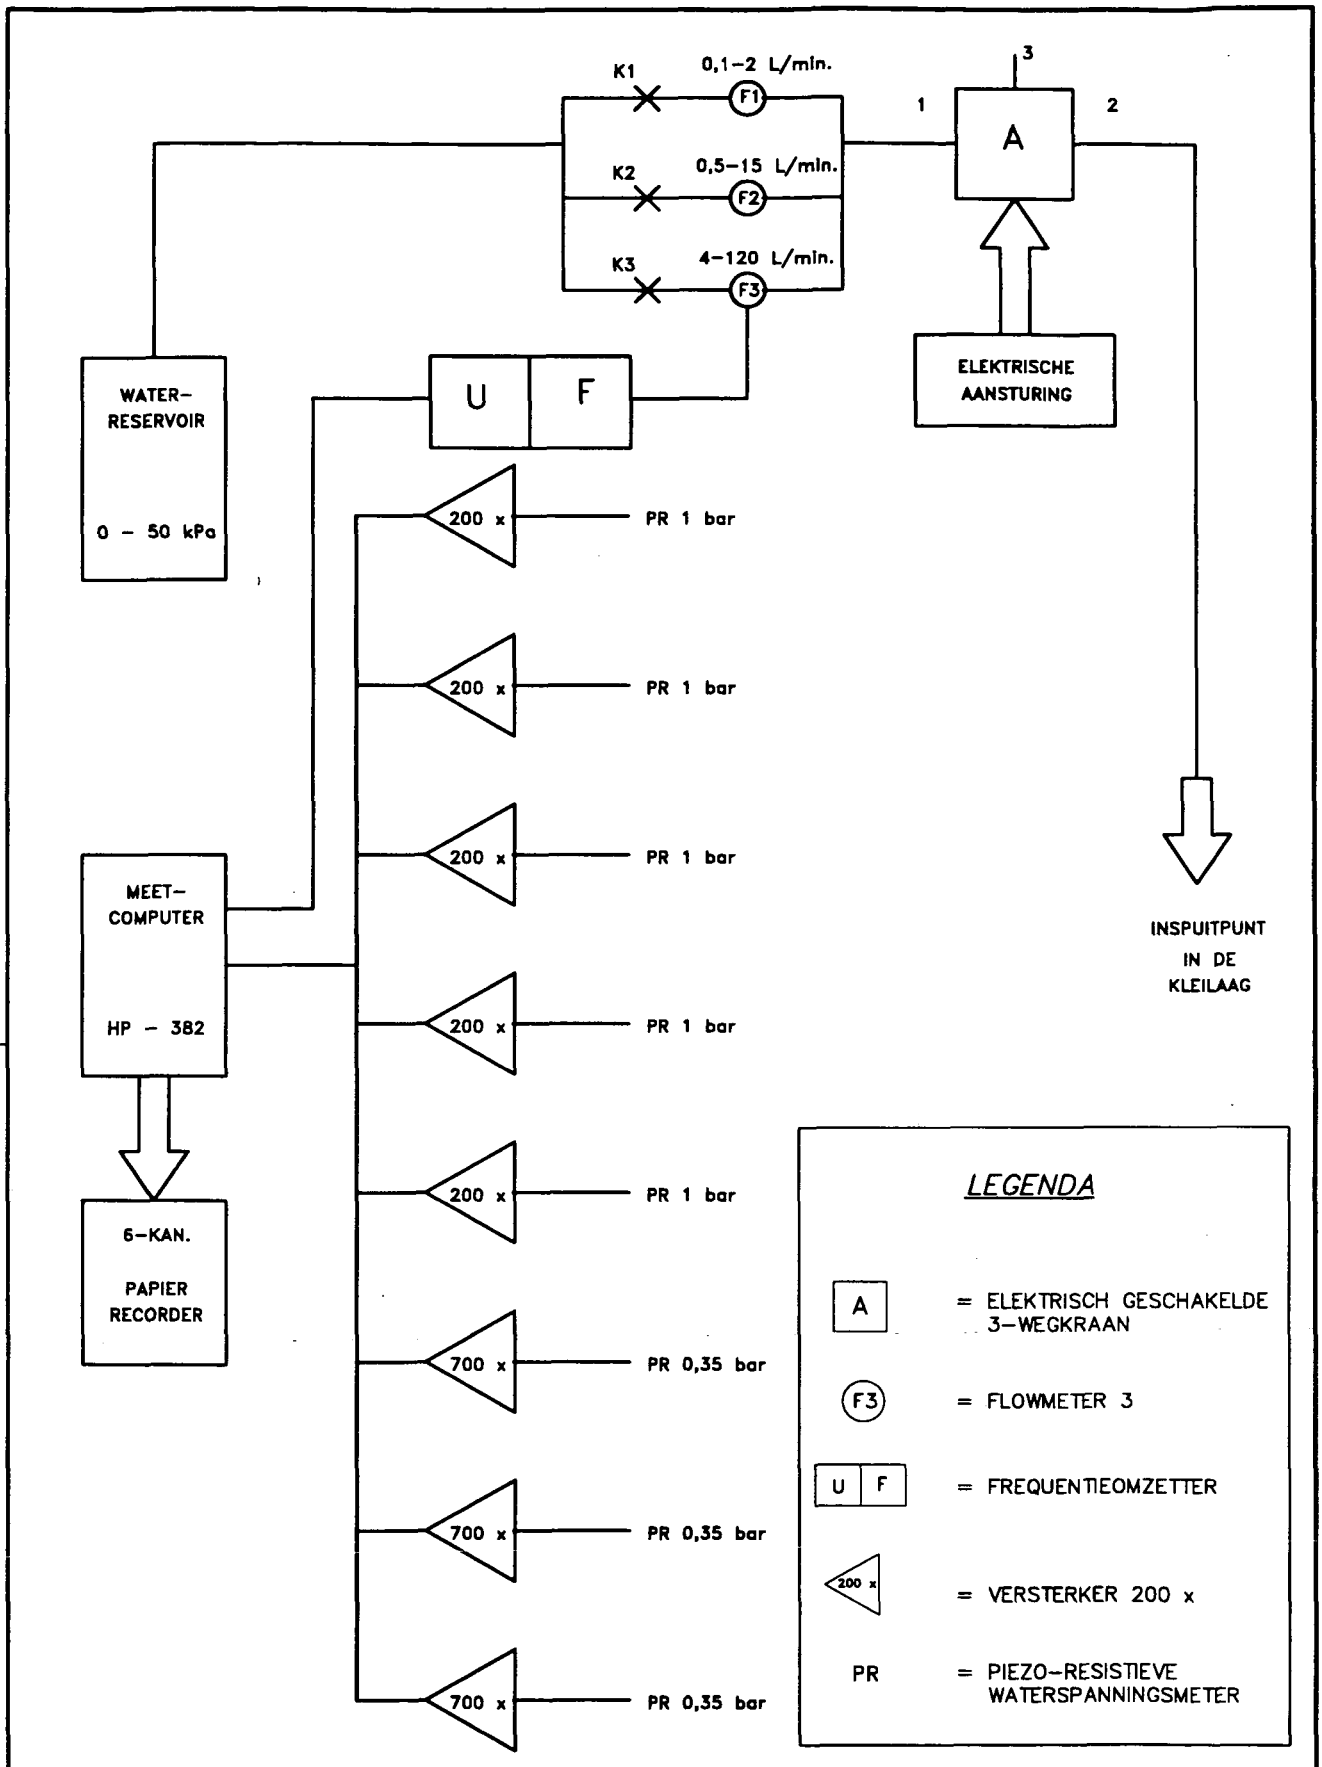 K1
0,1-2 L/min.
F1
3
1
A
2
K2
0,5-15 L/min.
F2
K3
4-120 L/min.
F3
WATER-
RESERVOIR
0 - 50 kPa
U F
ELEKTRISCHE
AANSTURING
200 x PR 1 bar
200 x PR 1 bar
200 x PR 1 bar
MEET-
COMPUTER
HP - 382
INSPUITPUNT
IN DE
KLEILAAG
200 x PR 1 bar
200 x PR 1 bar
6-KAN.
PAPIER
RECORDER
700 x PR 0,35 bar
700 x PR 0,35 bar
700 x PR 0,35 bar
LEGENDA
A = ELEKTRISCH GESCHAKELDE
3-WEGKRAAN
F3 = FLOWMETER 3
U F = FREQUENTIEOMZETTER
200 x = VERSTERKER 200 x
PR = PIEZO-RESISTIEVE
WATERSPANNINGSMETER